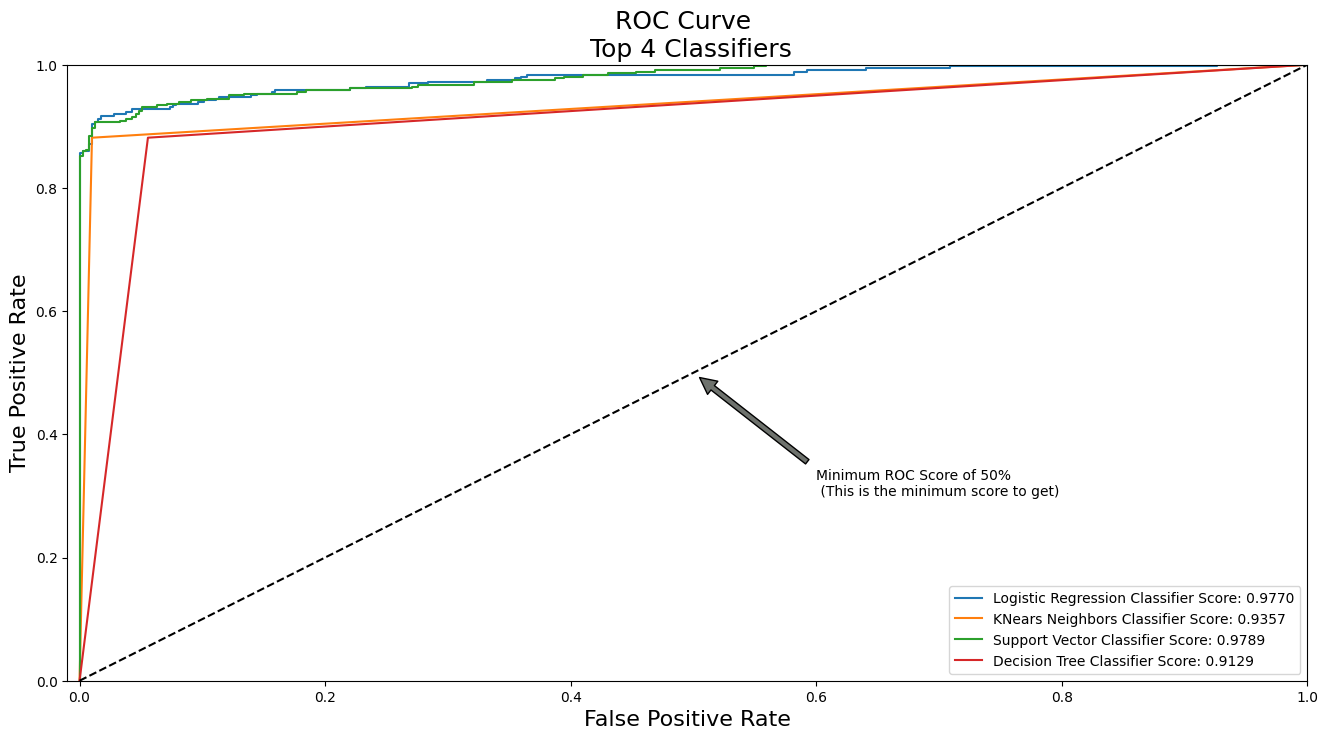 ROC Curve
Top 4 Classifiers
1.0
0.8
0.6
0.4
0.2
0.0
True Positive Rate
Minimum ROC Score of 50%
(This is the minimum score to get)
Logistic Regression Classifier Score: 0.9770
KNears Neighbors Classifier Score: 0.9357
Support Vector Classifier Score: 0.9789
Decision Tree Classifier Score: 0.9129
0.0 0.2 0.4 0.6 0.8 1.0
False Positive Rate